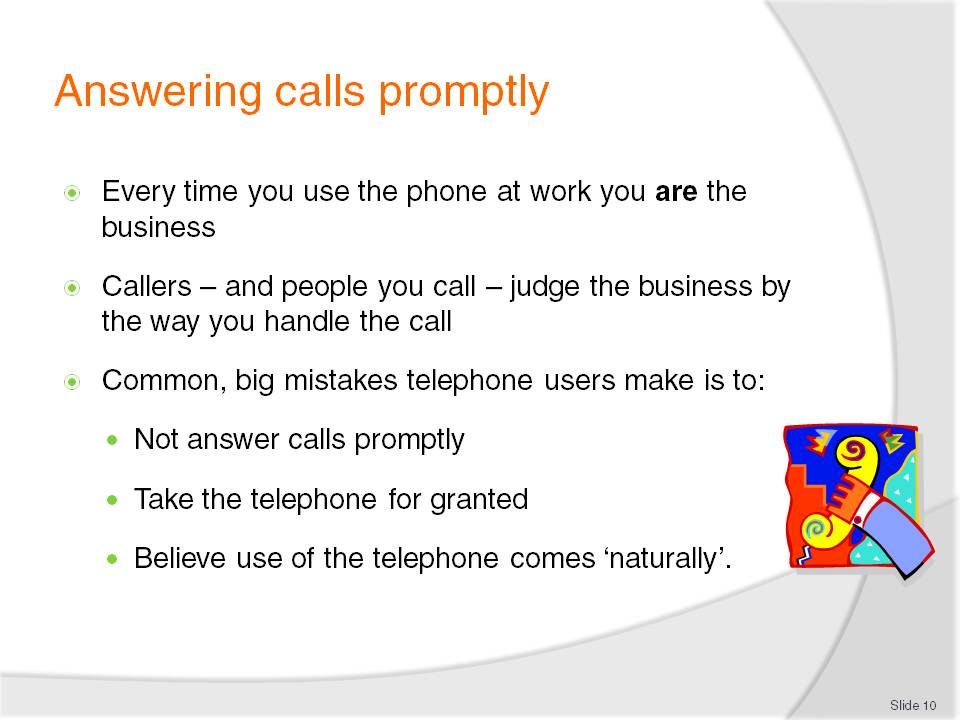 Answering calls promptly
Every time you use the phone at work you are the
business
Callers – and people you call – judge the business by
the way you handle the call
Common, big mistakes telephone users make is to:
Not answer calls promptly
Take the telephone for granted
Believe use of the telephone comes ‘naturally’.
Slide 10